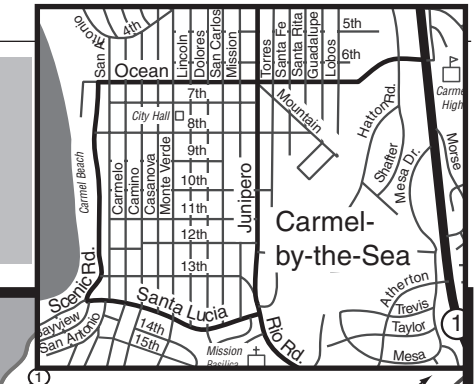 Rionio
4th
San A
Lincoln
Dolores
San Carlos
Mission
Torres
Santa Fe
Santa Rita
Guadalupe
Lobos
5th
6th
Ocean
7th
City Hall
8th
9th
10th
11th
12th
13th
Carmel Beach
Carmelo
Camino
Casanova
Monte Verde
Junipero
Mountain
Hatton Rd.
Shafter
Mesa Dr.
Carme
High
Morse
Carmel-
by-the-Sea
Scenic Rd.
Santa Lucia
Rio Rd.
Atherton
Trevis
Taylor
Mesa
1
ayview
San Antonio
14th
15th
Mission
Basilica
1